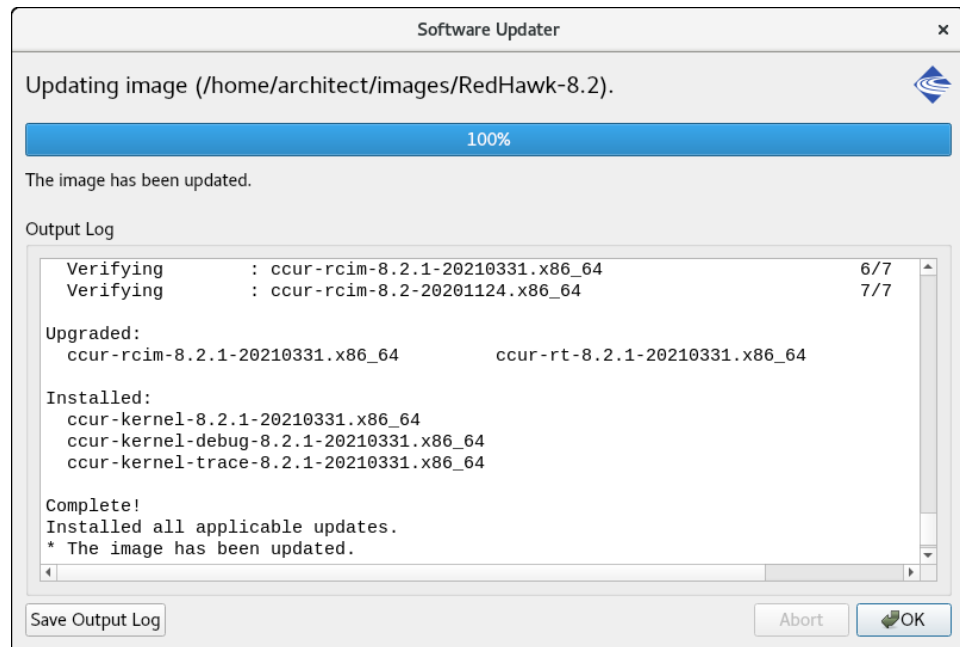 Software Updater ×
Updating image (/home/architect/images/RedHawk-8.2).
100%
The image has been updated.
Output Log
Verifying : ccur-rcim-8.2.1-20210331.x86_64 6/7
Verifying : ccur-rcim-8.2-20201124.x86_64 7/7
Upgraded:
ccur-rcim-8.2.1-20210331.x86_64 ccur-rt-8.2.1-20210331.x86_64
Installed:
ccur-kernel-8.2.1-20210331.x86_64
ccur-kernel-debug-8.2.1-20210331.x86_64
ccur-kernel-trace-8.2.1-20210331.x86_64
Complete!
Installed all applicable updates.
* The image has been updated.
Save Output Log Abort OK